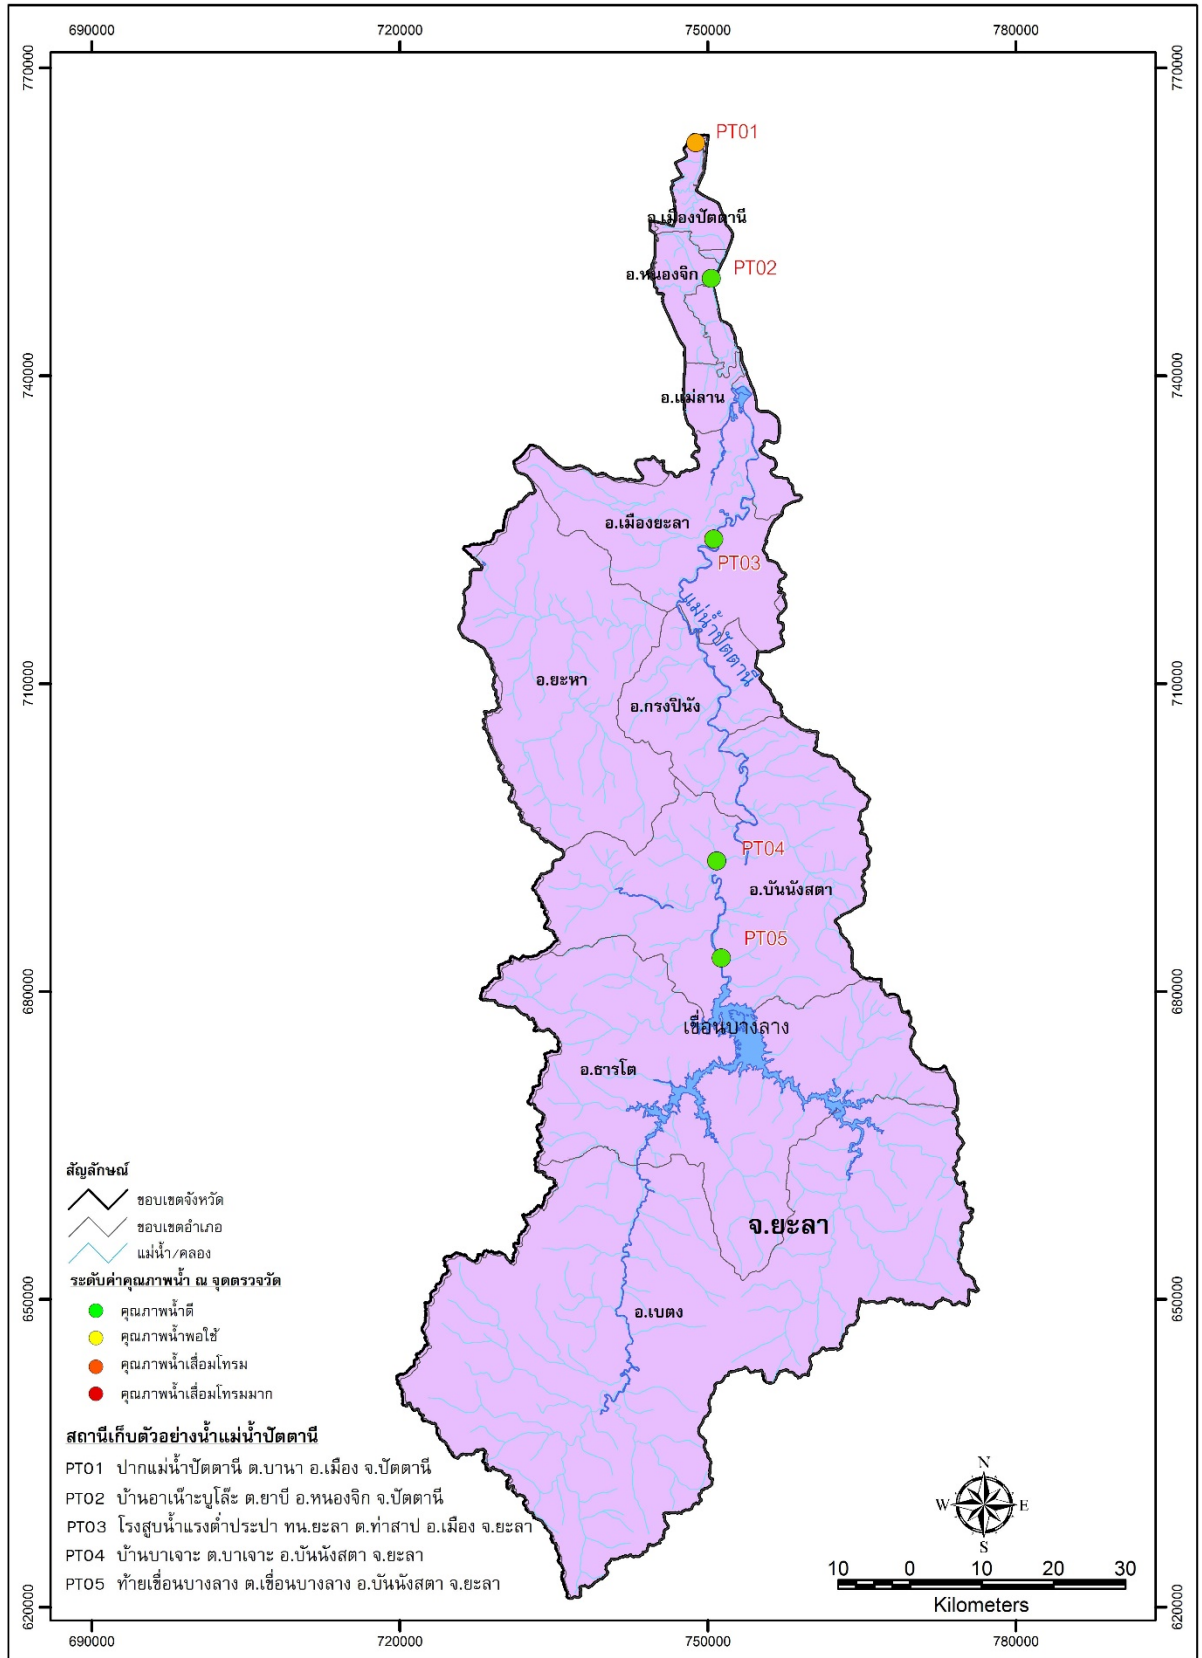 690000 720000 750000 780000
770000 770000
PT01
อ.เมืองปัตตานี
PT02
อ.หนองจิก
740000 740000
อ.แม่ลาน
อ.เมืองยะลา
PT03
แม่น้ำปัตตานี
อ.ยะหา
710000 710000
อ.กรงปินัง
PT04
อ.บันนังสตา
PT05
680000 680000
เขื่อนบางลาง
อ.ธารโต
สัญลักษณ์
ขอบเขตจังหวัด
ขอบเขตอำเภอ
แม่น้ำ/คลอง
จ.ยะลา
ระดับค่าคุณภาพน้ำ ณ จุดตรวจวัด
650000 650000
คุณภาพน้ำดี
อ.เบตง
คุณภาพน้ำพอใช้
คุณภาพน้ำเสื่อมโทรม
คุณภาพน้ำเสื่อมโทรมมาก
สถานีเก็บตัวอย่างน้ำแม่น้ำปัตตานี
PT01 ปากแม่น้ำปัตตานี ต.บานา อ.เมือง จ.ปัตตานี
PT02 บ้านอาเน๊าะบูโล๊ะ ต.ยาบี อ.หนองจิก จ.ปัตตานี
PT03 โรงสูบน้ำแรงต่ำประปา ทน.ยะลา ต.ท่าสาป อ.เมือง จ.ยะลา
PT04 บ้านบาเจาะ ต.บาเจาะ อ.บันนังสตา จ.ยะลา
PT05 ท้ายเขื่อนบางลาง ต.เขื่อนบางลาง อ.บันนังสตา จ.ยะลา
N
W E
S
10 0 10 20 30
Kilometers
620000 620000
690000 720000 750000 780000